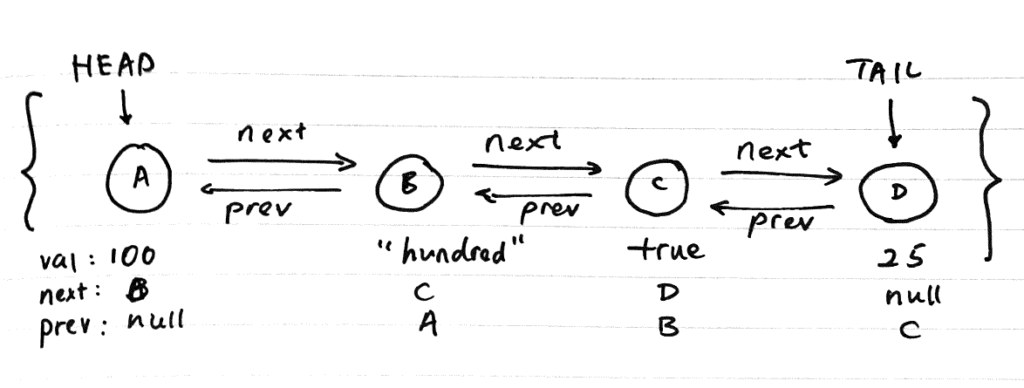 HEAD TAIL
next next next
A B C D
prev prev prev
val: 100 "hundred" true 25
next: B C D null
prev: null A B C